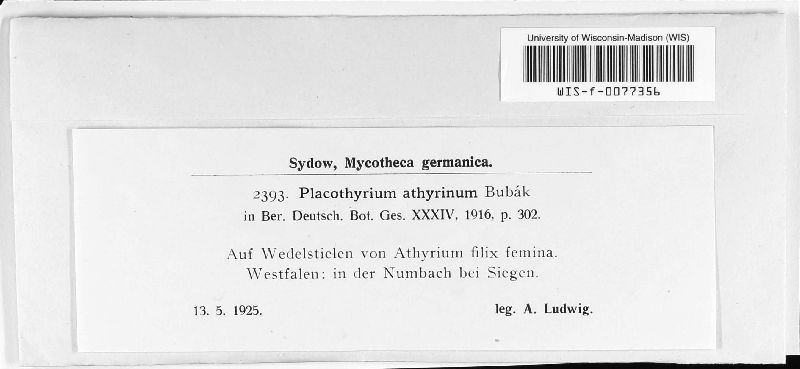 University of Wisconsin-Madison (WIS)
WIS-f-0077356
Sydow, Mycotheca germanica.
2393. Placothyrium athyrinum Bubák
in Ber. Deutsch. Bot. Ges. XXXIV, 1916, p. 302.
Auf Wedelstielen von Athyrium filix femina.
Westfalen: in der Numbach bei Siegen.
13. 5. 1925.
leg. A. Ludwig.